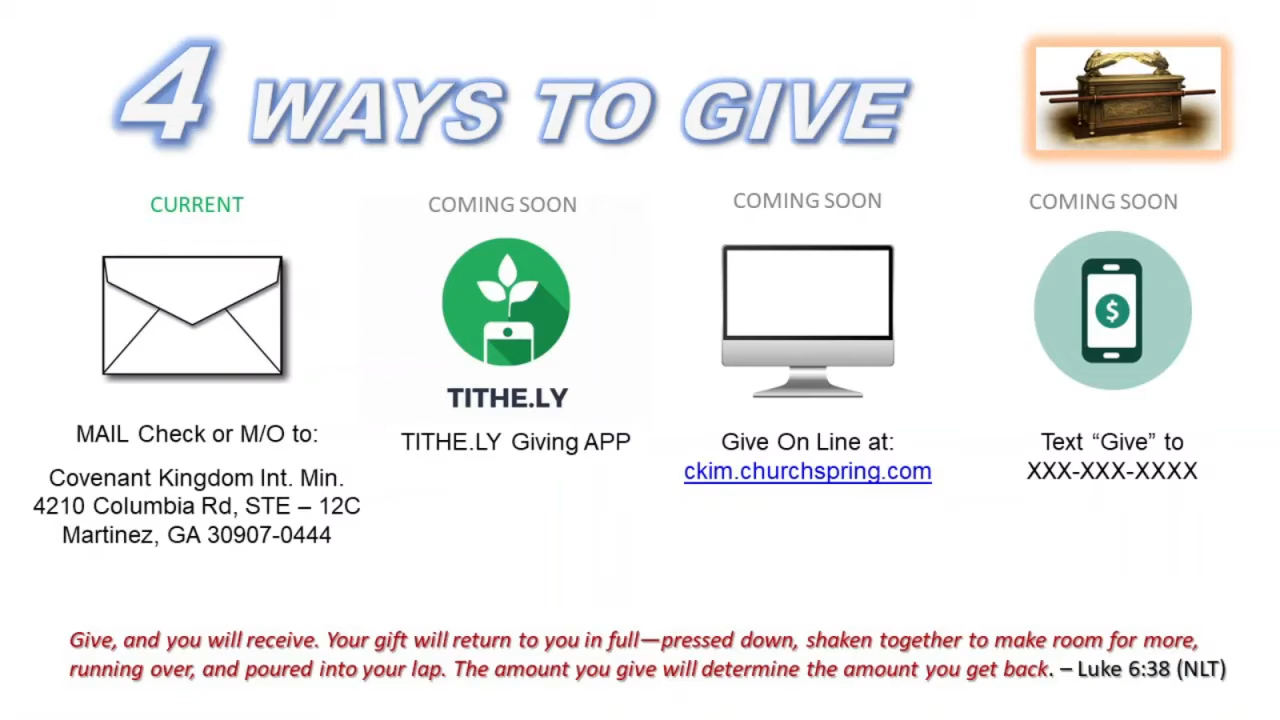 4 WAYS TO GIVE
CURRENT
MAIL Check or M/O to:
Covenant Kingdom Int. Min.
4210 Columbia Rd, STE – 12C
Martinez, GA 30907-0444
COMING SOON
TITHE.LY
TITHE.LY Giving APP
COMING SOON
Give On Line at:
ckim.churchspring.com
COMING SOON
$
Text “Give” to
XXX-XXX-XXXX
Give, and you will receive. Your gift will return to you in full—pressed down, shaken together to make room for more,
running over, and poured into your lap. The amount you give will determine the amount you get back. – Luke 6:38 (NLT)